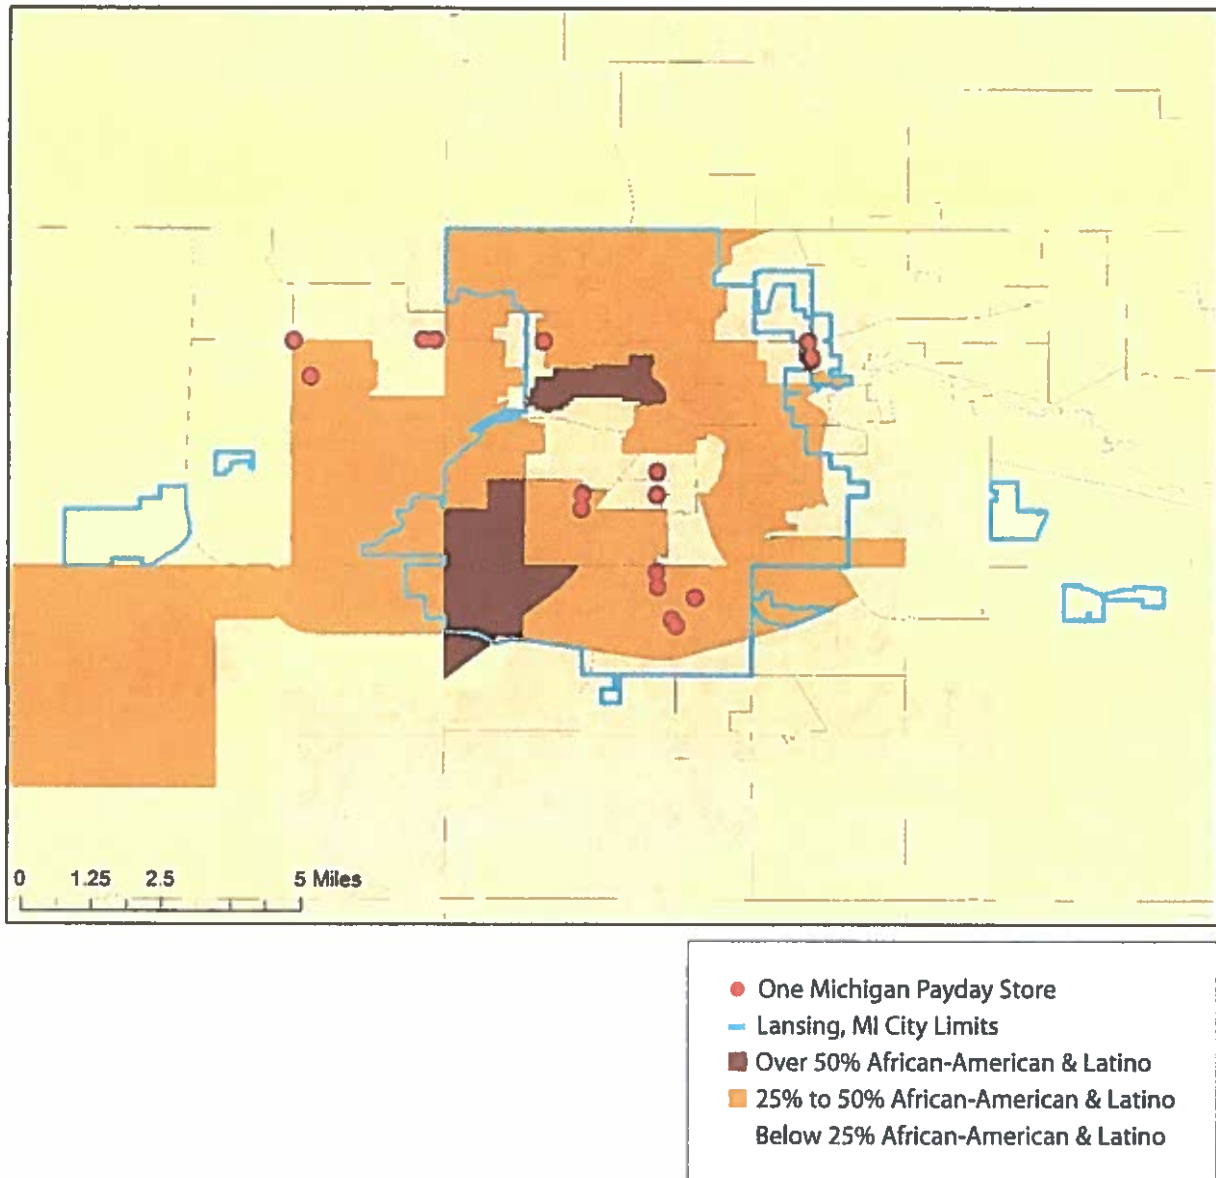 0 1.25 2.5 5 Miles
One Michigan Payday Store
Lansing, MI City Limits
Over 50% African-American & Latino
25% to 50% African-American & Latino
Below 25% African-American & Latino